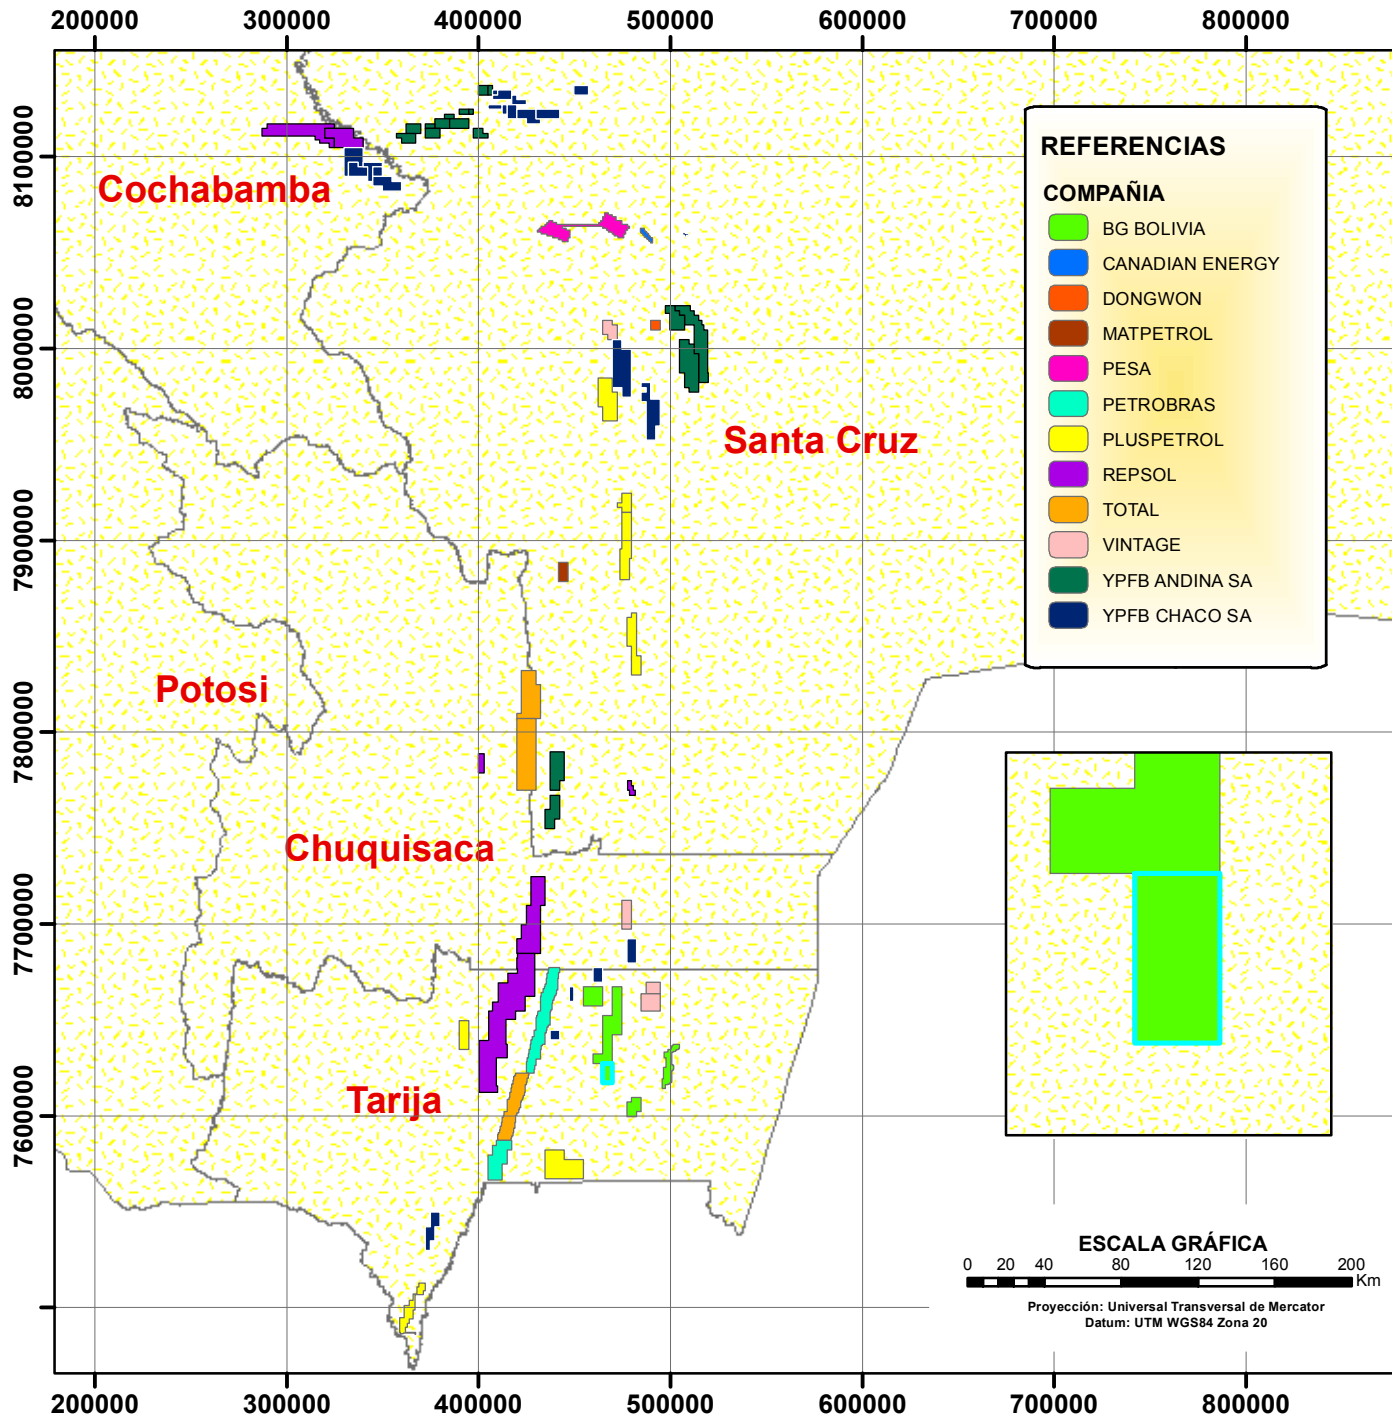 200000 300000 400000 500000 600000 700000 800000
8100000
8000000
7900000
7800000
7700000
7600000
Cochabamba
Santa Cruz
Potosi
Chuquisaca
Tarija
REFERENCIAS
COMPAÑIA
BG BOLIVIA
CANADIAN ENERGY
DONGWON
MATPETROL
PESA
PETROBRAS
PLUSPETROL
REPSOL
TOTAL
VINTAGE
YPFB ANDINA SA
YPFB CHACO SA
ESCALA GRÁFICA
0 20 40 80 120 160 200
Km
Proyección: Universal Transversal de Mercator
Datum: UTM WGS84 Zona 20
200000 300000 400000 500000 600000 700000 800000